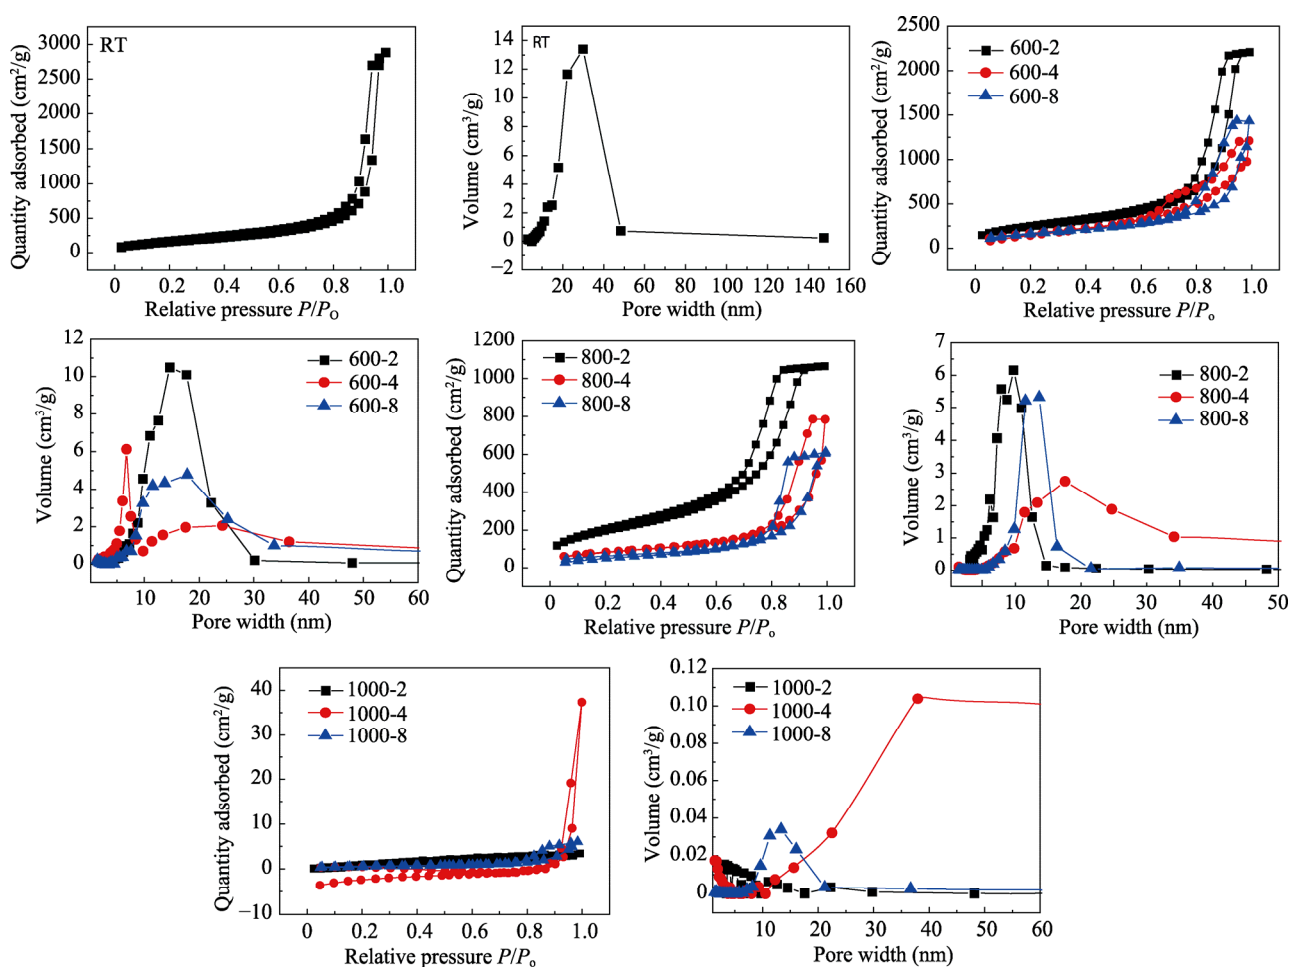 RT
Quantity adsorbed (cm²/g)
3000
2500
2000
1500
1000
500
0
0 0.2 0.4 0.6 0.8 1.0
Relative pressure P/P_O
RT
Volume (cm³/g)
14
12
10
8
6
4
2
0
−2
20 40 60 80 100 120 140 160
Pore width (nm)
600-2
600-4
600-8
Quantity adsorbed (cm²/g)
2500
2000
1500
1000
500
0
0 0.2 0.4 0.6 0.8 1.0
Relative pressure P/P_o
600-2
600-4
600-8
Volume (cm³/g)
12
10
8
6
4
2
0
10 20 30 40 50 60
Pore width (nm)
800-2
800-4
800-8
Quantity adsorbed (cm²/g)
1200
1000
800
600
400
200
0
0 0.2 0.4 0.6 0.8 1.0
Relative pressure P/P_o
800-2
800-4
800-8
Volume (cm³/g)
8
7
6
5
4
3
2
1
0
10 20 30 40 50
Pore width (nm)
1000-2
1000-4
1000-8
Quantity adsorbed (cm²/g)
40
30
20
10
0
−10
0 0.2 0.4 0.6 0.8 1.0
Relative pressure P/P_o
1000-2
1000-4
1000-8
Volume (cm³/g)
0.12
0.10
0.08
0.06
0.04
0.02
0
10 20 30 40 50 60
Pore width (nm)